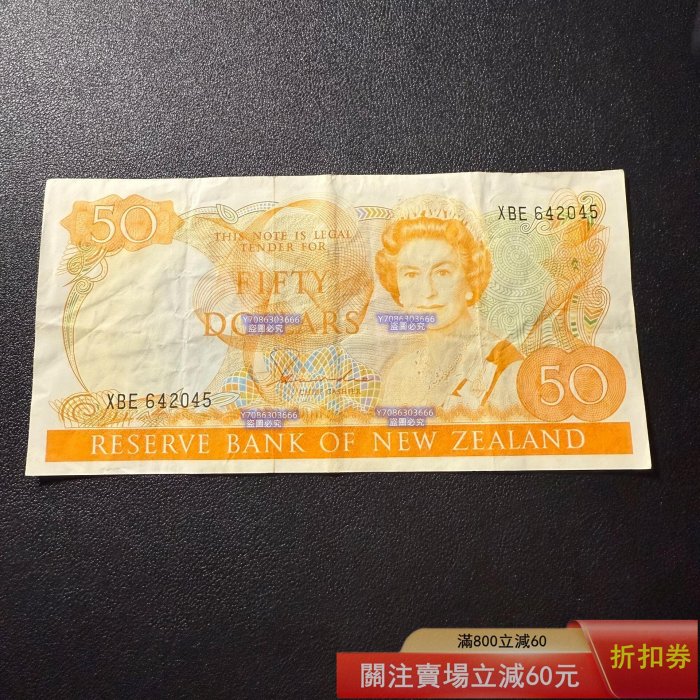 50
XBE 642045
THIS NOTE IS LEGAL
TENDER FOR
FIFTY
DOLLARS
Y7086303666
盜圖必究
Y7086303666
盜圖必究
XBE 642045
50
Y7086303666
盜圖必究
Y7086303666
盜圖必究
RESERVE BANK OF NEW ZEALAND
滿800立減60
關注賣場立減60元
折扣券